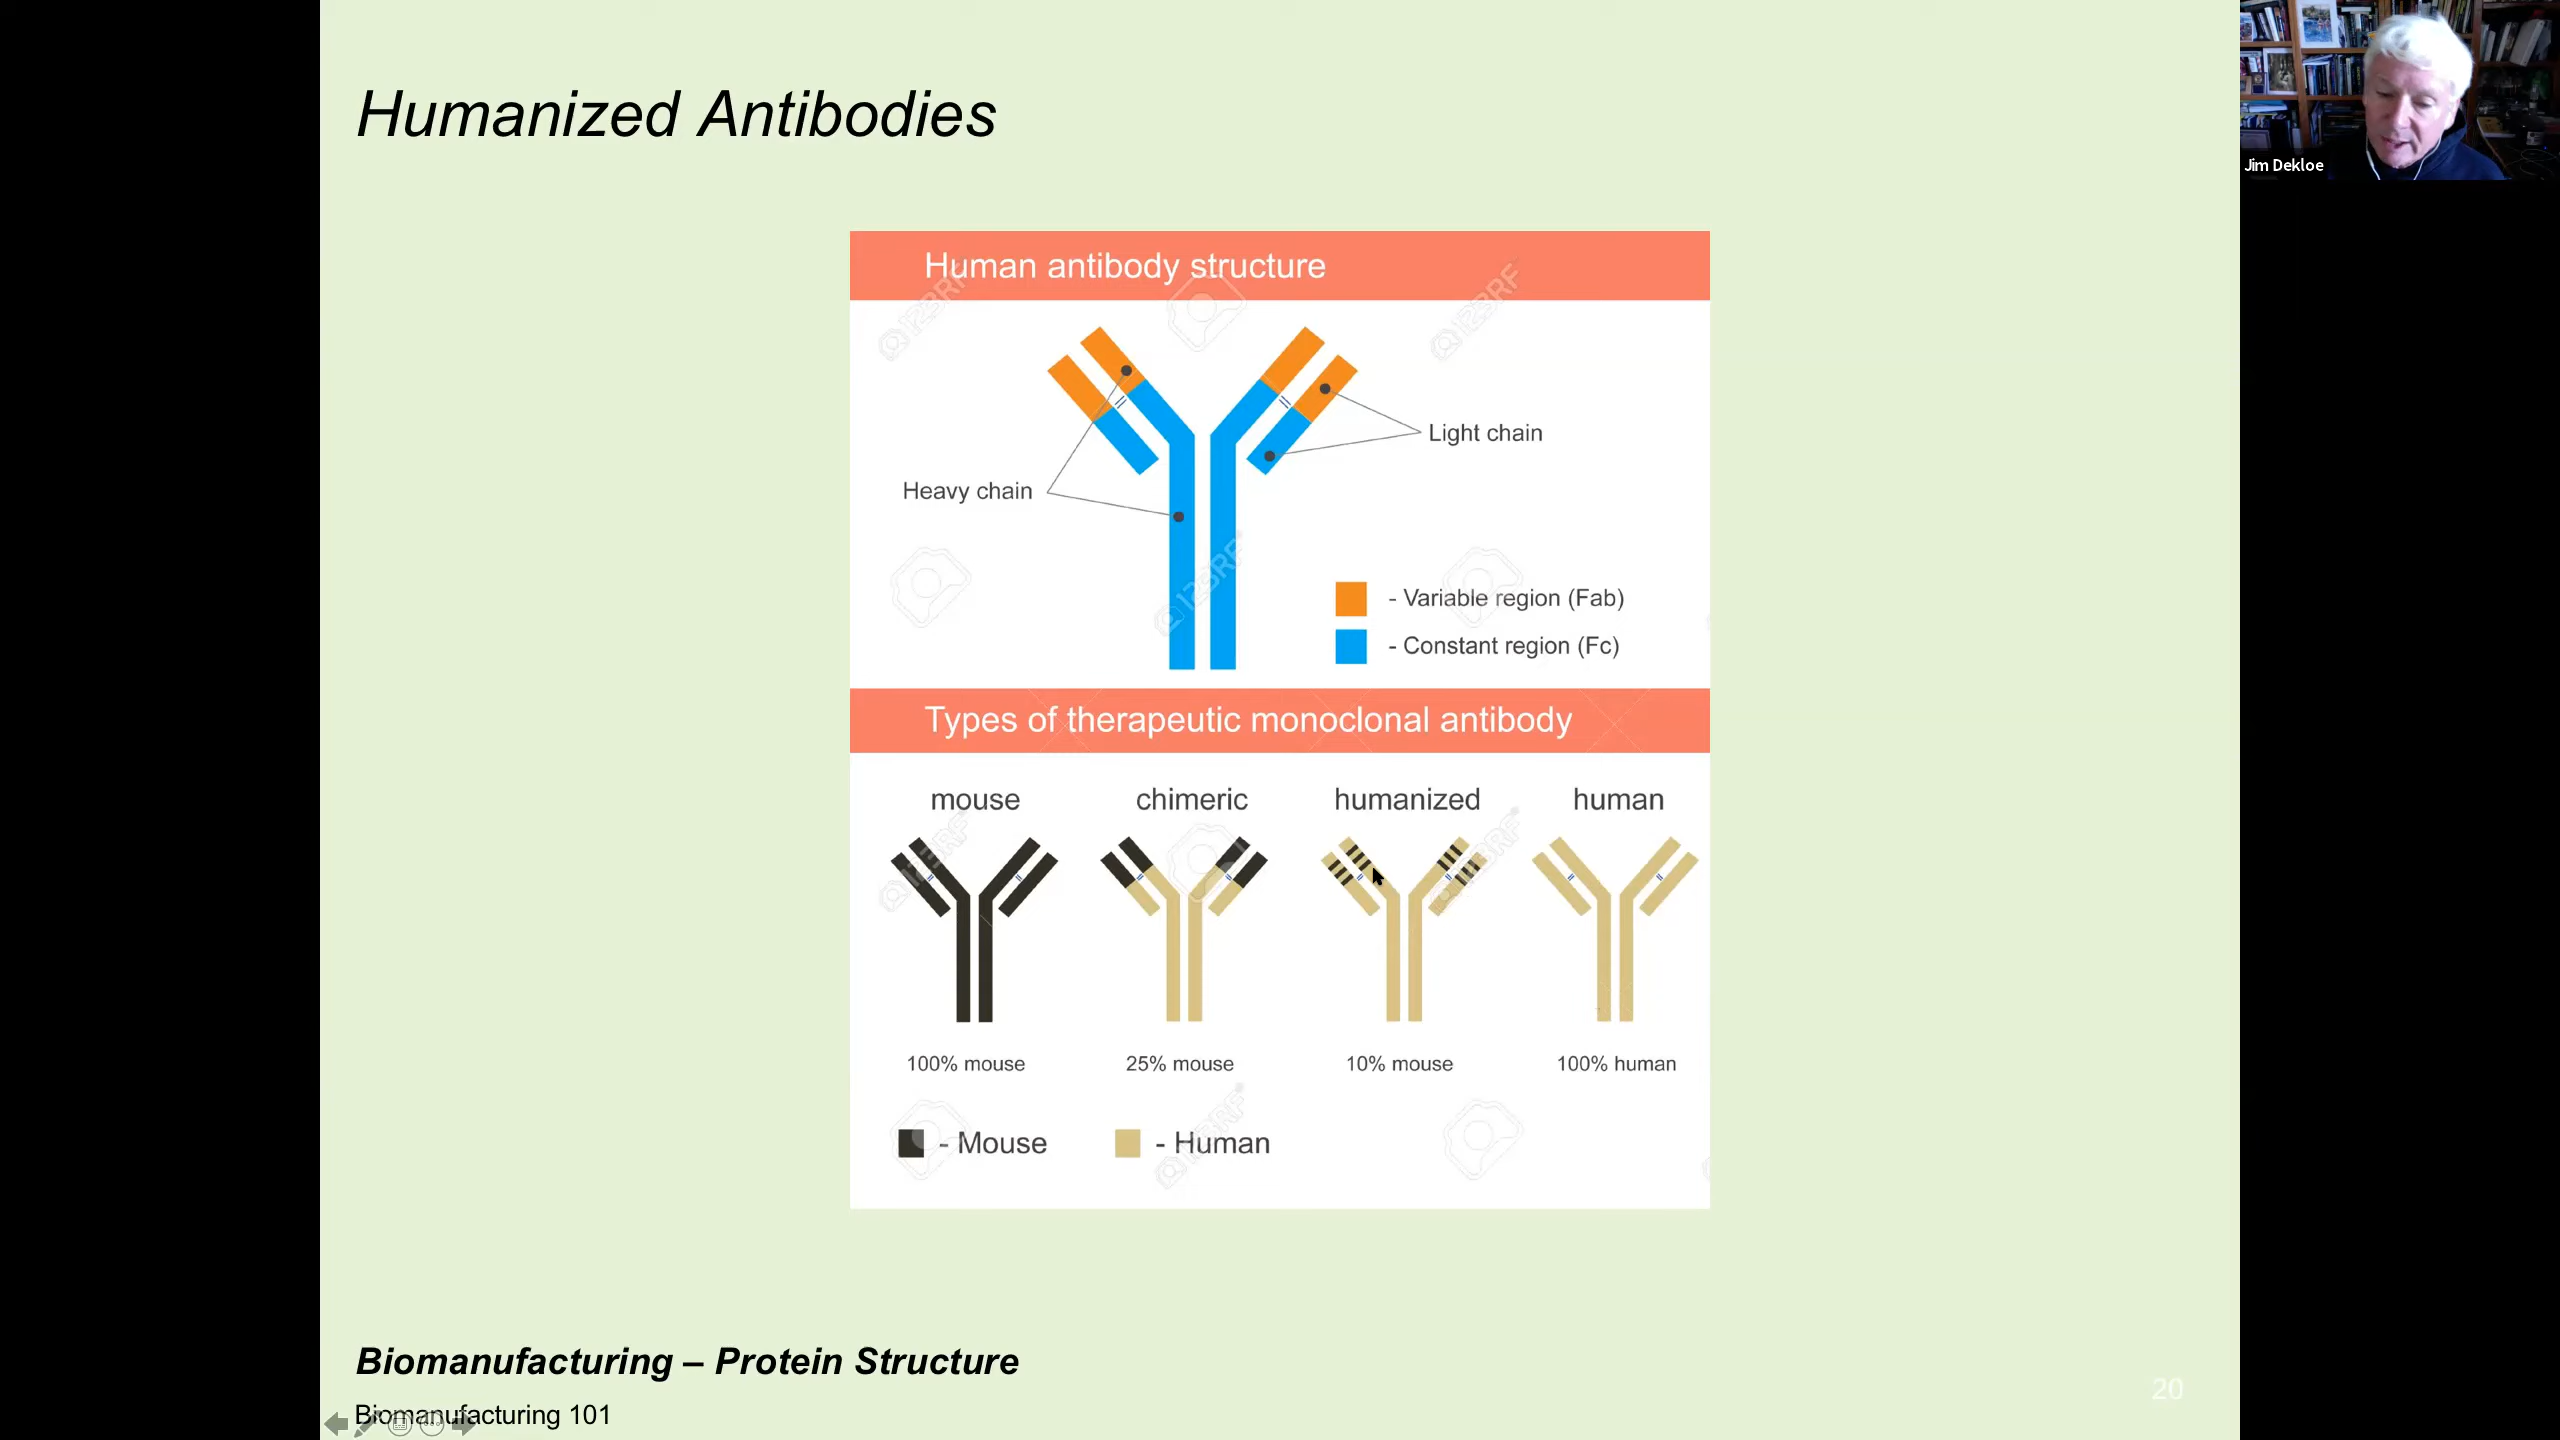 Humanized Antibodies
Jim Dekloe
Human antibody structure
Light chain
Heavy chain
- Variable region (Fab)
- Constant region (Fc)
Types of therapeutic monoclonal antibody
mouse chimeric humanized human
100% mouse 25% mouse 10% mouse 100% human
- Mouse - Human
@123RF
Biomanufacturing – Protein Structure
20
Biomanufacturing 101